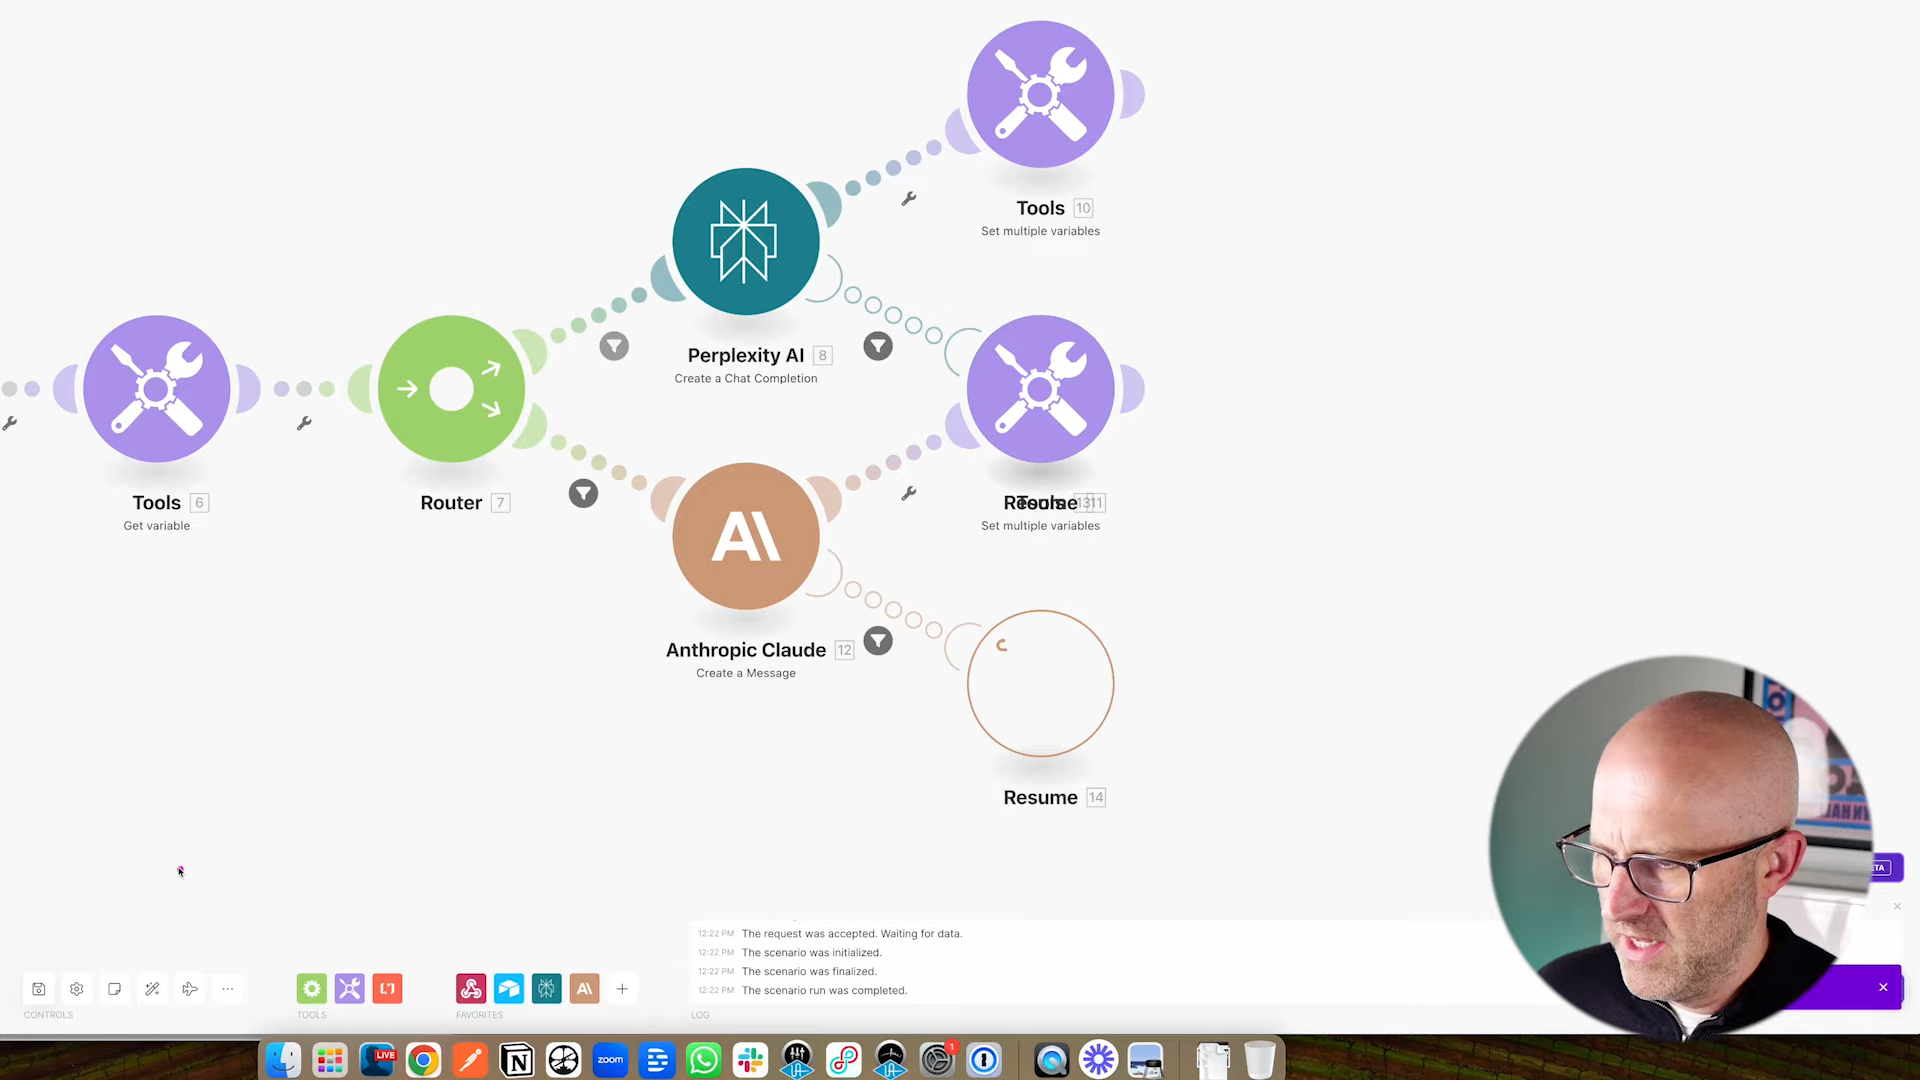 Tools 10
Set multiple variables
Perplexity AI 8
Create a Chat Completion
Tools 6
Get variable
Router 7
Tools 11
Set multiple variables
Anthropic Claude 12
Create a Message
Resume 14
12:22 PM The request was accepted. Waiting for data.
12:22 PM The scenario was initialized.
12:22 PM The scenario was finalized.
12:22 PM The scenario run was completed.
CONTROLS
TOOLS
FAVORITES
LOG
LIVE
zoom
1